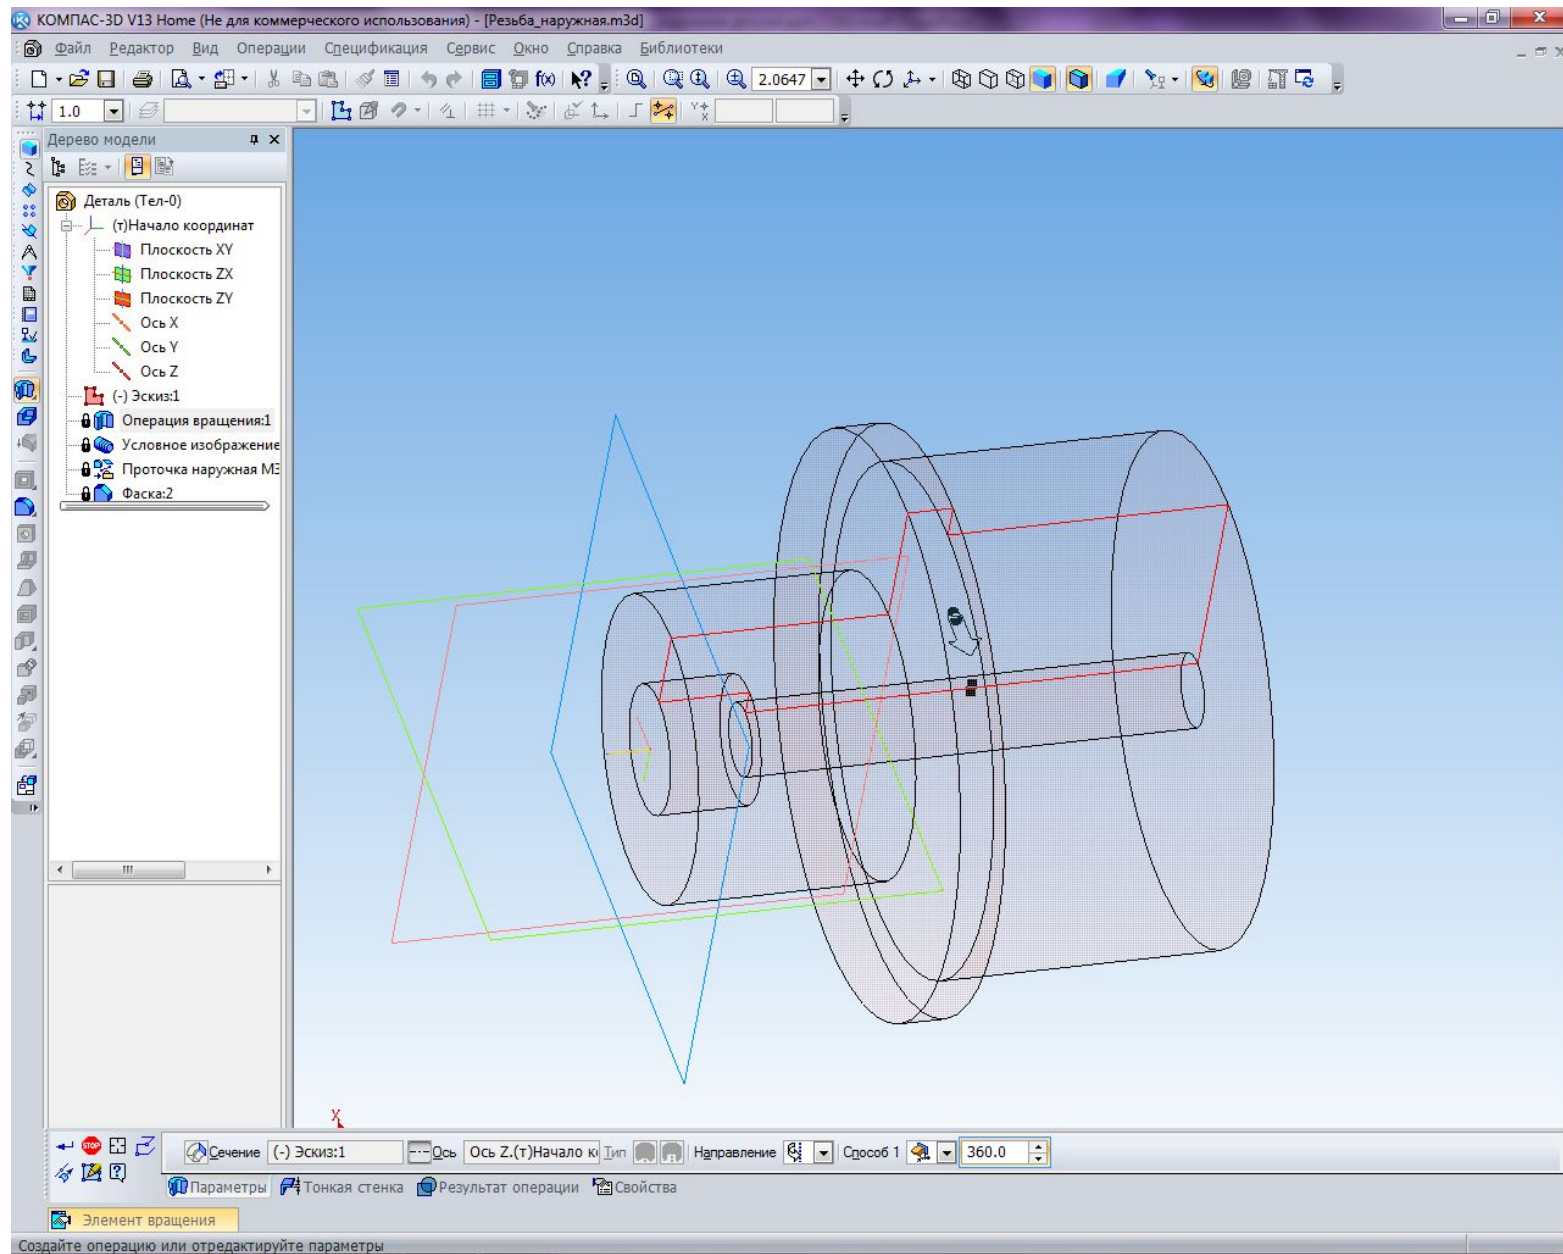 КОМПАС-3D V13 Home (Не для коммерческого использования) - [Резьба_наружная.m3d]
Файл Редактор Вид Операции Спецификация Сервис Окно Справка Библиотеки
f(x) 2.0647
1.0
Дерево модели
Деталь (Тел-0)
(т)Начало координат
Плоскость XY
Плоскость ZX
Плоскость ZY
Ось X
Ось Y
Ось Z
(-) Эскиз:1
Операция вращения:1
Условное изображение
Проточка наружная М3
Фаска:2
X
STOP Сечение (-) Эскиз:1 Ось Ось Z.(т)Начало к Тип Направление Способ 1 360.0
Параметры Тонкая стенка Результат операции Свойства
Элемент вращения
Создайте операцию или отредактируйте параметры